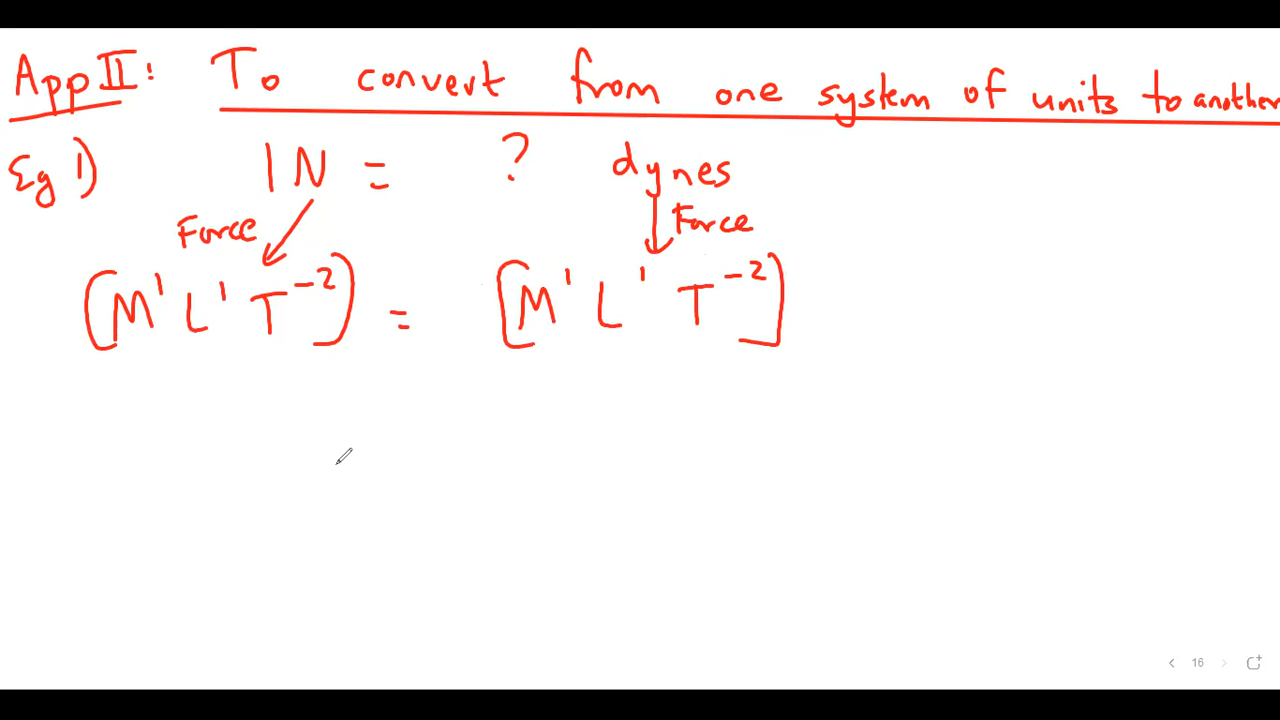 App II: To convert from one system of units to another
Eg 1) 1 N = ? dynes
Force Force
[M¹ L¹ T⁻²] = [M¹ L¹ T⁻²]
16